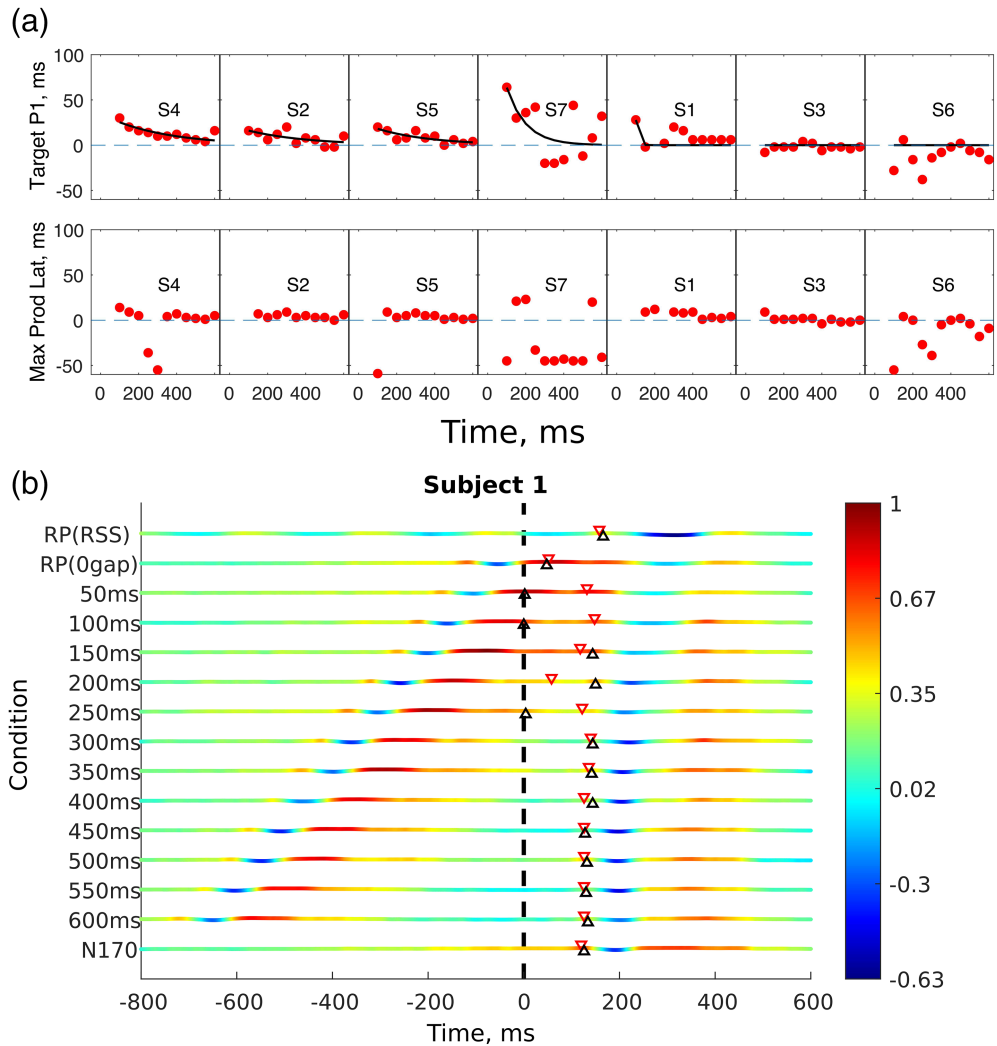 (a)
Target P1, ms
100
50
0
-50
S4 S2 S5 S7 S1 S3 S6
Max Prod Lat, ms
100
50
0
-50
S4 S2 S5 S7 S1 S3 S6
0 200 400 0 200 400 0 200 400 0 200 400 0 200 400 0 200 400 0 200 400
Time, ms
(b)
Subject 1
Condition
RP(RSS)
RP(0gap)
50ms
100ms
150ms
200ms
250ms
300ms
350ms
400ms
450ms
500ms
550ms
600ms
N170
-800 -600 -400 -200 0 200 400 600
Time, ms
1
0.67
0.35
0.02
-0.3
-0.63